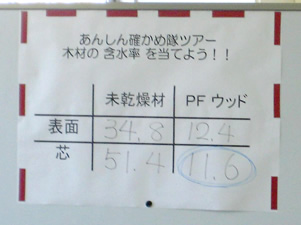 あんしん確かめ隊ツアー
木材の含水率を当てよう！！
未乾燥材 PFウッド
表面 34.8 12.4
芯 51.4 11.6